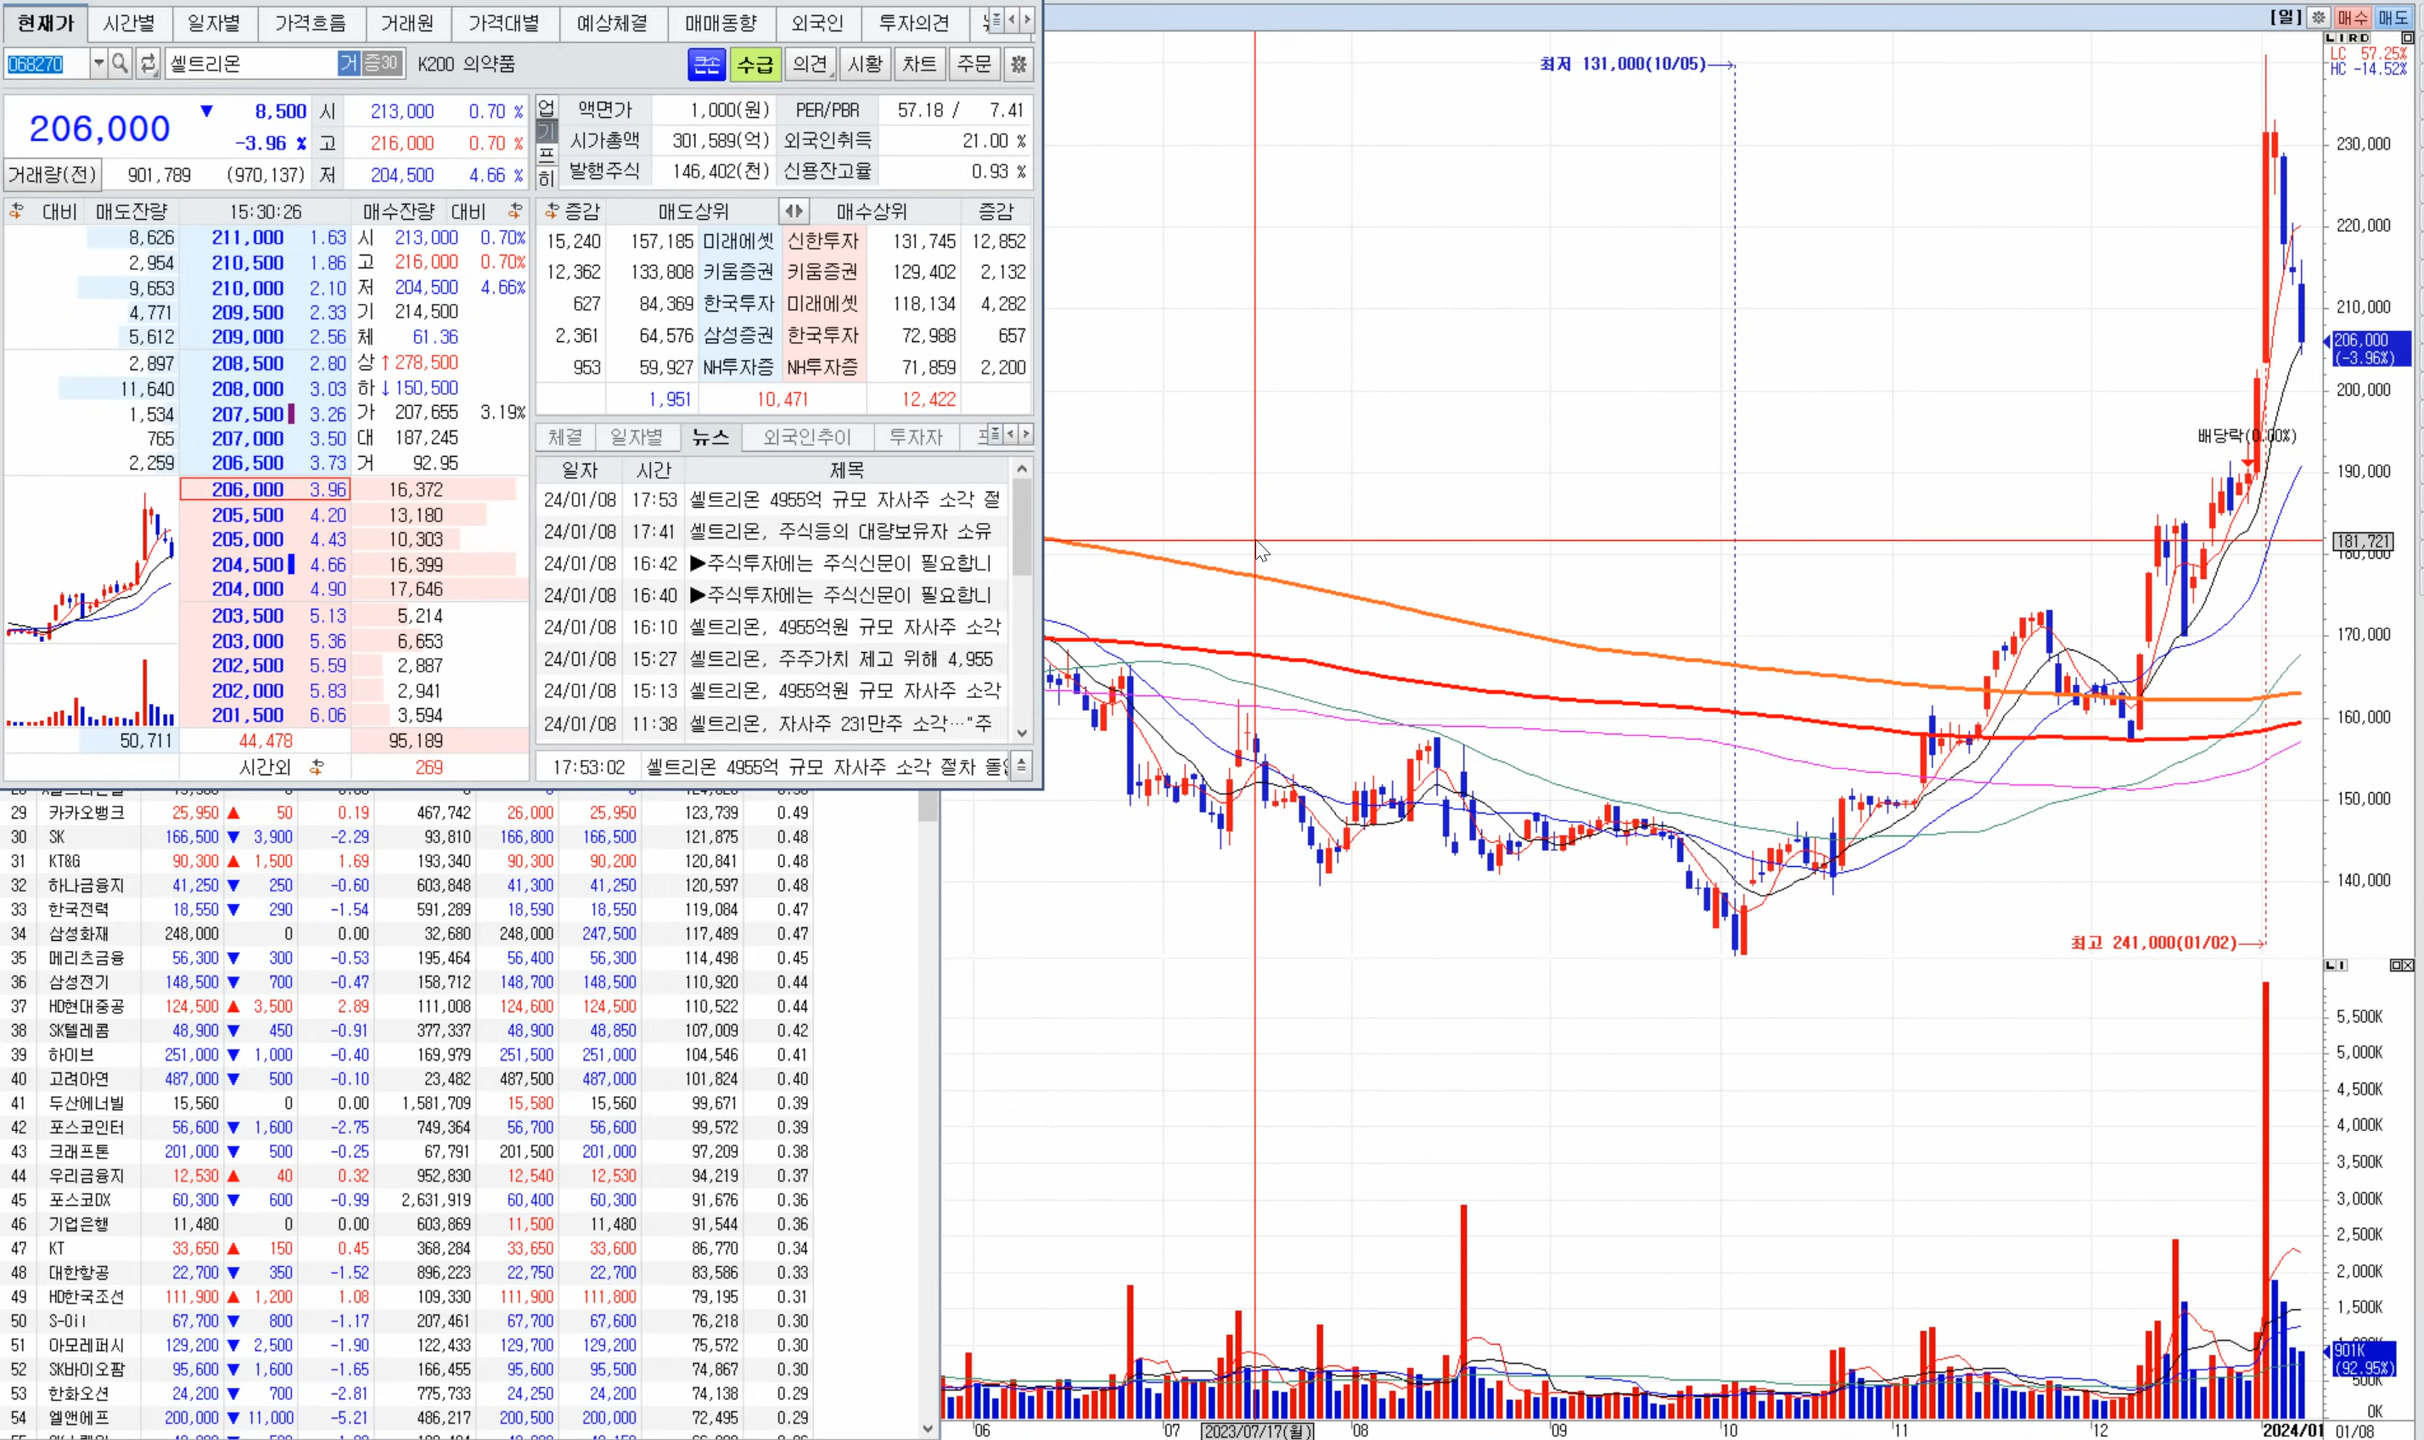 현재가 시간별 일자별 가격흐름 거래원 가격대별 예상체결 매매동향 외국인 투자의견
068270 셀트리온 거 증30 K200 의약품 큰손 수급 의견 시황 차트 주문
206,000 ▼ 8,500 시 213,000 0.70 %
-3.96 % 고 216,000 0.70 %
거래량(전) 901,789 (970,137) 저 204,500 4.66 %
업 기 프 히
액면가 1,000(원) PER/PBR 57.18 / 7.41
시가총액 301,589(억) 외국인취득 21.00 %
발행주식 146,402(천) 신용잔고율 0.93 %
대비 매도잔량 15:30:26 매수잔량 대비
8,626 211,000 1.63 시 213,000 0.70%
2,954 210,500 1.86 고 216,000 0.70%
9,653 210,000 2.10 저 204,500 4.66%
4,771 209,500 2.33 기 214,500
5,612 209,000 2.56 체 61.36
2,897 208,500 2.80 상 ↑278,500
11,640 208,000 3.03 하 ↓150,500
1,534 207,500 3.26 가 207,655 3.19%
765 207,000 3.50 대 187,245
2,259 206,500 3.73 거 92.95
206,000 3.96 16,372
205,500 4.20 13,180
205,000 4.43 10,303
204,500 4.66 16,399
204,000 4.90 17,646
203,500 5.13 5,214
203,000 5.36 6,653
202,500 5.59 2,887
202,000 5.83 2,941
201,500 6.06 3,594
50,711 44,478 95,189
시간외 269
증감 매도상위 매수상위 증감
15,240 157,185 미래에셋 신한투자 131,745 12,852
12,362 133,808 키움증권 키움증권 129,402 2,132
627 84,369 한국투자 미래에셋 118,134 4,282
2,361 64,576 삼성증권 한국투자 72,988 657
953 59,927 NH투자증 NH투자증 71,859 2,200
1,951 10,471 12,422
체결 일자별 뉴스 외국인추이 투자자
일자 시간 제목
24/01/08 17:53 셀트리온 4955억 규모 자사주 소각 절
24/01/08 17:41 셀트리온, 주식등의 대량보유자 소유
24/01/08 16:42 ▶주식투자에는 주식신문이 필요합니
24/01/08 16:40 ▶주식투자에는 주식신문이 필요합니
24/01/08 16:10 셀트리온, 4955억원 규모 자사주 소각
24/01/08 15:27 셀트리온, 주주가치 제고 위해 4,955
24/01/08 15:13 셀트리온, 4955억원 규모 자사주 소각
24/01/08 11:38 셀트리온, 자사주 231만주 소각…"주
17:53:02 셀트리온 4955억 규모 자사주 소각 절차 돌
29 카카오뱅크 25,950 ▲ 50 0.19 467,742 26,000 25,950 123,739 0.49
30 SK 166,500 ▼ 3,900 -2.29 93,810 166,800 166,500 121,875 0.48
31 KT&G 90,300 ▲ 1,500 1.69 193,340 90,300 90,200 120,841 0.48
32 하나금융지 41,250 ▼ 250 -0.60 603,848 41,300 41,250 120,597 0.48
33 한국전력 18,550 ▼ 290 -1.54 591,289 18,590 18,550 119,084 0.47
34 삼성화재 248,000 0 0.00 32,680 248,000 247,500 117,489 0.47
35 메리츠금융 56,300 ▼ 300 -0.53 195,464 56,400 56,300 114,498 0.45
36 삼성전기 148,500 ▼ 700 -0.47 158,712 148,700 148,500 110,920 0.44
37 HD현대중공 124,500 ▲ 3,500 2.89 111,008 124,600 124,500 110,522 0.44
38 SK텔레콤 48,900 ▼ 450 -0.91 377,337 48,900 48,850 107,009 0.42
39 하이브 251,000 ▼ 1,000 -0.40 169,979 251,500 251,000 104,546 0.41
40 고려아연 487,000 ▼ 500 -0.10 23,482 487,500 487,000 101,824 0.40
41 두산에너빌 15,560 0 0.00 1,581,709 15,580 15,560 99,671 0.39
42 포스코인터 56,600 ▼ 1,600 -2.75 749,364 56,700 56,600 99,572 0.39
43 크래프톤 201,000 ▼ 500 -0.25 67,791 201,500 201,000 97,209 0.38
44 우리금융지 12,530 ▲ 40 0.32 952,830 12,540 12,530 94,219 0.37
45 포스코DX 60,300 ▼ 600 -0.99 2,631,919 60,400 60,300 91,676 0.36
46 기업은행 11,480 0 0.00 603,869 11,500 11,480 91,544 0.36
47 KT 33,650 ▲ 150 0.45 368,284 33,650 33,600 86,770 0.34
48 대한항공 22,700 ▼ 350 -1.52 896,223 22,750 22,700 83,586 0.33
49 HD한국조선 111,900 ▲ 1,200 1.08 109,330 111,900 111,800 79,195 0.31
50 S-Oil 67,700 ▼ 800 -1.17 207,461 67,700 67,600 76,218 0.30
51 아모레퍼시 129,200 ▼ 2,500 -1.90 122,433 129,700 129,200 75,572 0.30
52 SK바이오팜 95,600 ▼ 1,600 -1.65 166,455 95,600 95,500 74,867 0.30
53 한화오션 24,200 ▼ 700 -2.81 775,733 24,250 24,200 74,138 0.29
54 엘앤에프 200,000 ▼ 11,000 -5.21 486,217 200,500 200,000 72,495 0.29
[일] 매수 매도
LC 57.25%
HC -14.52%
최저 131,000(10/05)
배당락(0.00%)
최고 241,000(01/02)
230,000
220,000
210,000
206,000
(-3.96%)
200,000
190,000
181,721
180,000
170,000
160,000
150,000
140,000
5,500K
5,000K
4,500K
4,000K
3,500K
3,000K
2,500K
2,000K
1,500K
901K
(92.95%)
500K
0K
06 07 2023/07/17(월) 08 09 10 11 12 2024/01 01/08